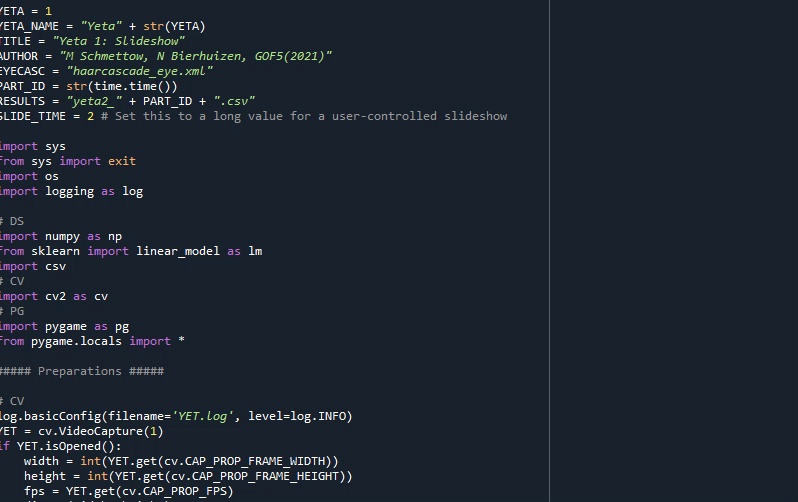 YETA = 1
YETA_NAME = "Yeta" + str(YETA)
TITLE = "Yeta 1: Slideshow"
AUTHOR = "M Schmettow, N Bierhuizen, GOF5(2021)"
EYECASC = "haarcascade_eye.xml"
PART_ID = str(time.time())
RESULTS = "yeta2_" + PART_ID + ".csv"
SLIDE_TIME = 2 # Set this to a long value for a user-controlled slideshow
import sys
from sys import exit
import os
import logging as log
# DS
import numpy as np
from sklearn import linear_model as lm
import csv
# CV
import cv2 as cv
# PG
import pygame as pg
from pygame.locals import *
##### Preparations #####
# CV
log.basicConfig(filename='YET.log', level=log.INFO)
YET = cv.VideoCapture(1)
if YET.isOpened():
width = int(YET.get(cv.CAP_PROP_FRAME_WIDTH))
height = int(YET.get(cv.CAP_PROP_FRAME_HEIGHT))
fps = YET.get(cv.CAP_PROP_FPS)